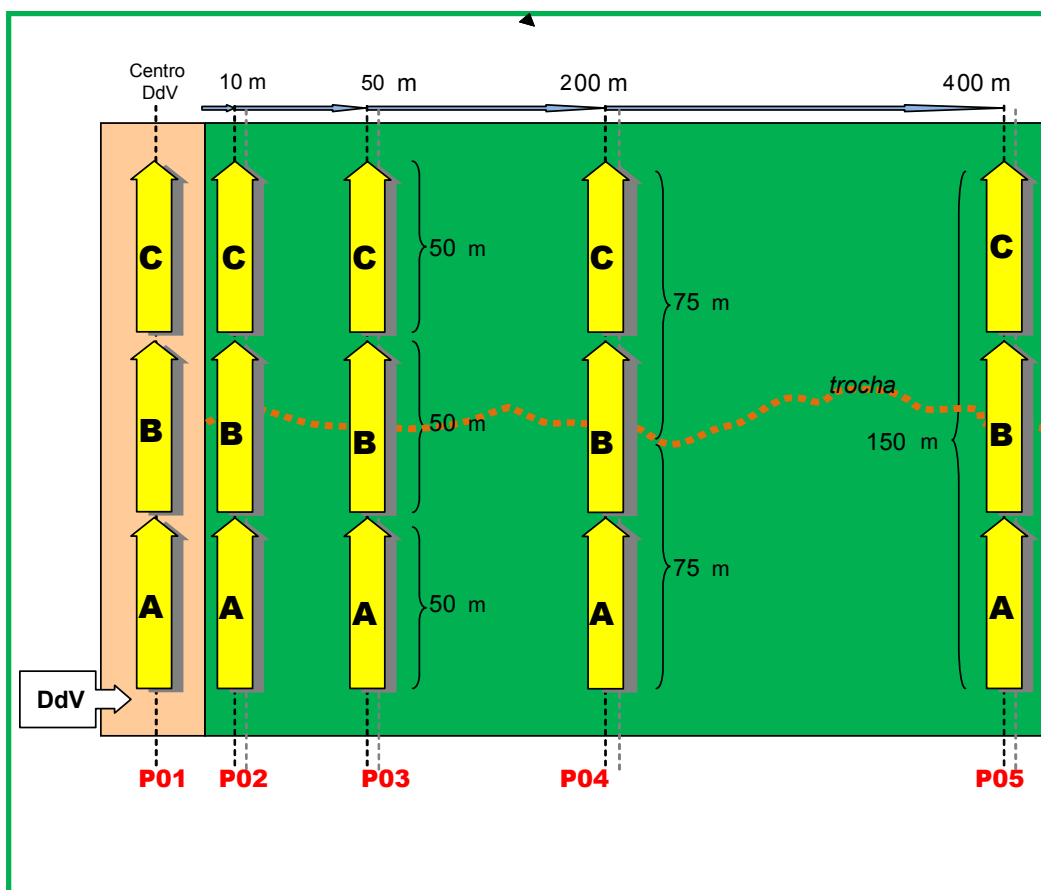 Centro
DdV
10 m
50 m
200 m
400 m
C
C
C
C
C
50 m
75 m
trocha
B
B
B
B
B
50 m
150 m
75 m
A
A
A
A
A
50 m
DdV
P01
P02
P03
P04
P05